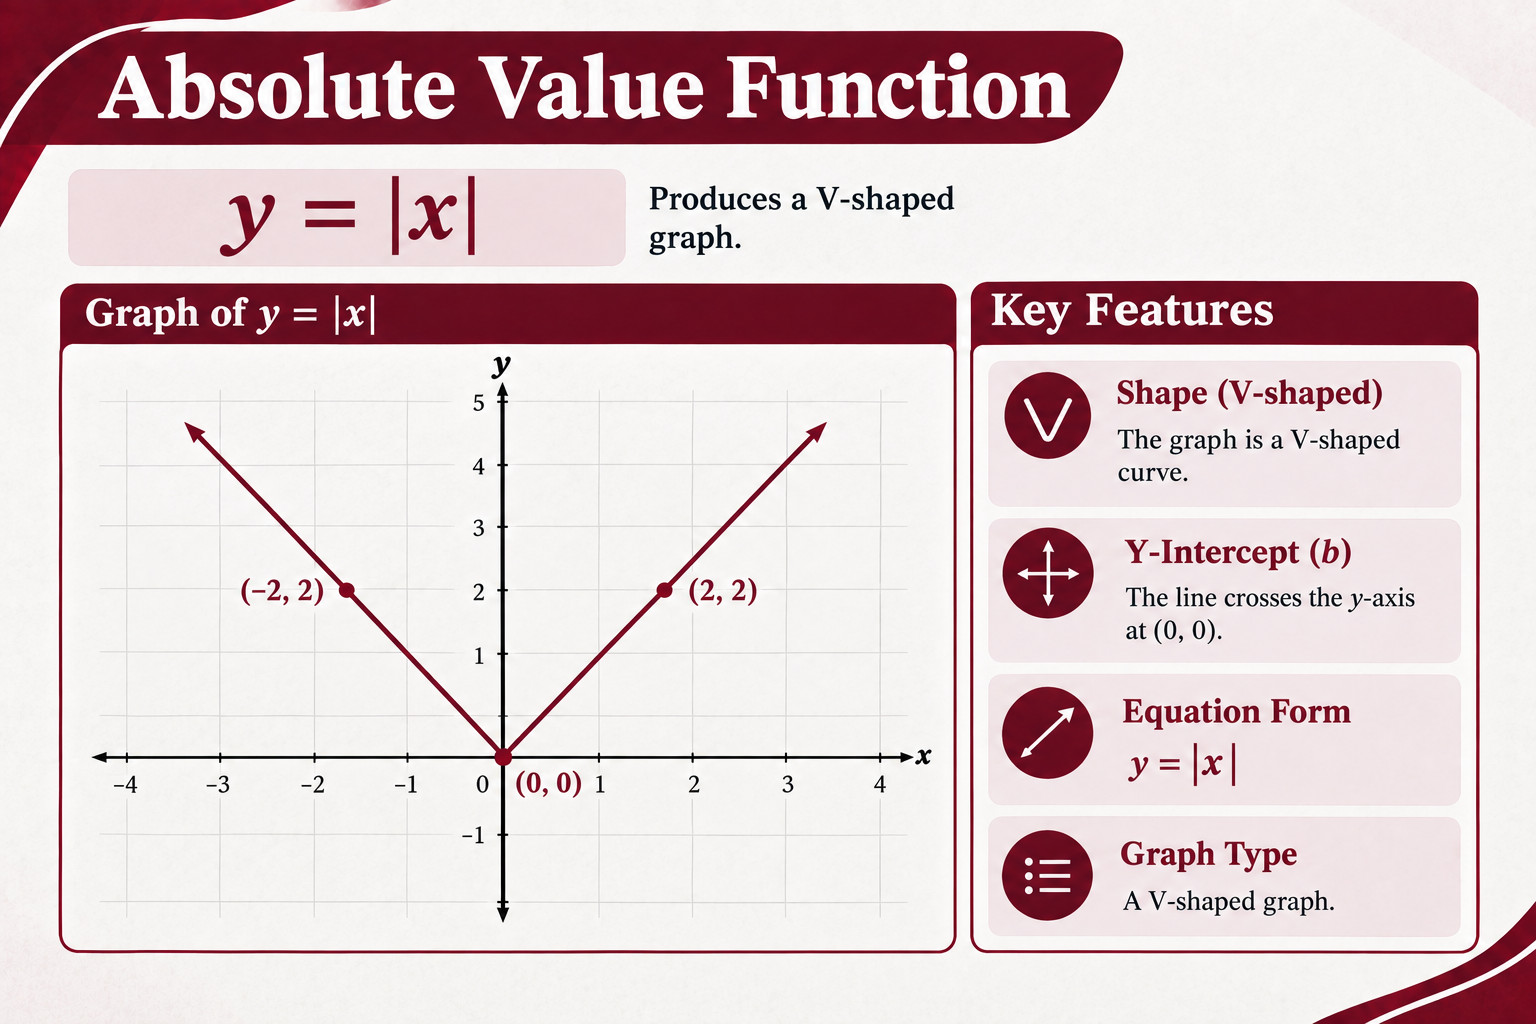 Absolute Value Function
y = |x|
Produces a V-shaped
graph.
Graph of y = |x|
y
5
4
3
2
1
(−2, 2)
(2, 2)
x
−4
−3
−2
−1
0
(0, 0)
1
2
3
4
−1
Key Features
Shape (V-shaped)
The graph is a V-shaped
curve.
Y-Intercept (b)
The line crosses the y-axis
at (0, 0).
Equation Form
y = |x|
Graph Type
A V-shaped graph.